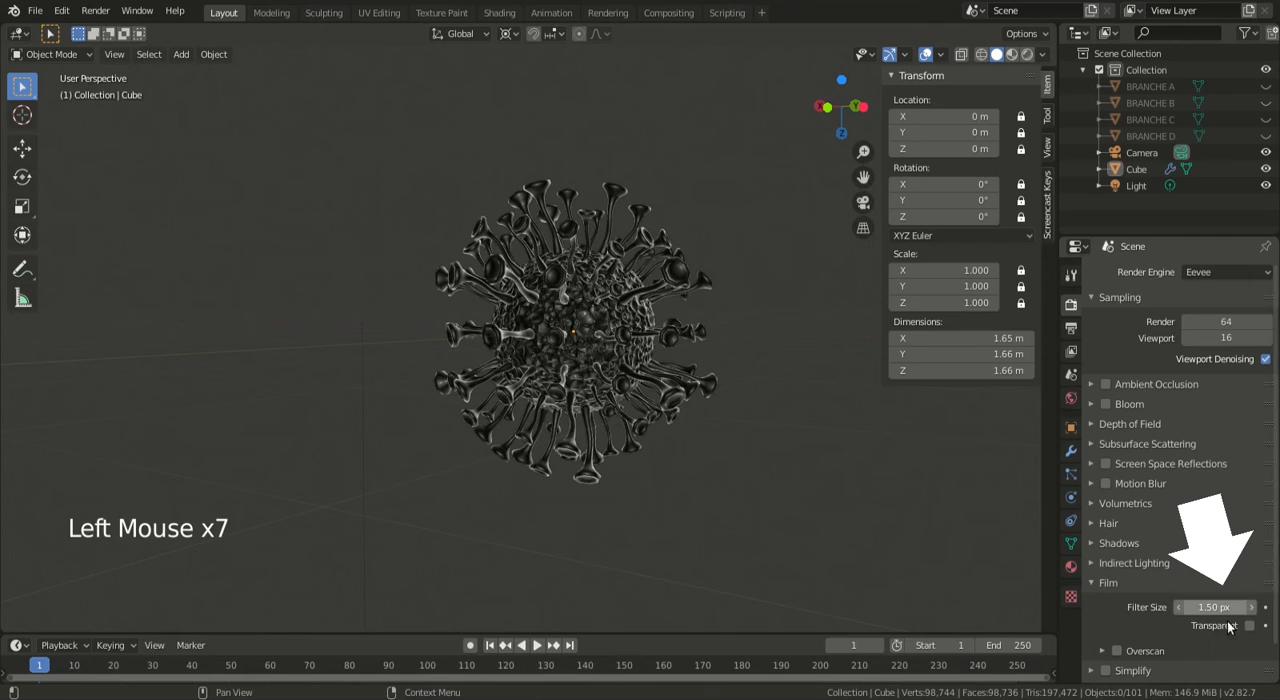 File Edit Render Window Help
Layout Modeling Sculpting UV Editing Texture Paint Shading Animation Rendering Compositing Scripting +
Scene
View Layer
Global
Options
Object Mode View Select Add Object
User Perspective
(1) Collection | Cube
Z
Transform
Location:
X 0 m
Y 0 m
Z 0 m
Rotation:
X 0°
Y 0°
Z 0°
XYZ Euler
Scale:
X 1.000
Y 1.000
Z 1.000
Dimensions:
X 1.65 m
Y 1.66 m
Z 1.66 m
Item
Tool
View
Screencast Keys
Scene Collection
Collection
BRANCHE A
BRANCHE B
BRANCHE C
BRANCHE D
Camera
Cube
Light
Scene
Render Engine Eevee
Sampling
Render 64
Viewport 16
Viewport Denoising
Ambient Occlusion
Bloom
Depth of Field
Subsurface Scattering
Screen Space Reflections
Motion Blur
Volumetrics
Hair
Shadows
Indirect Lighting
Film
Filter Size 1.50 px
Transparent
Overscan
Simplify
Left Mouse x7
Playback Keying View Marker
1 Start 1 End 250
1 10 20 30 40 50 60 70 80 90 100 110 120 130 140 150 160 170 180 190 200 210 220 230 240 250
Pan View
Context Menu
Collection | Cube | Verts:98,744 | Faces:98,736 | Tris:197,472 | Objects:0/101 | Mem: 146.9 MiB | v2.82.7